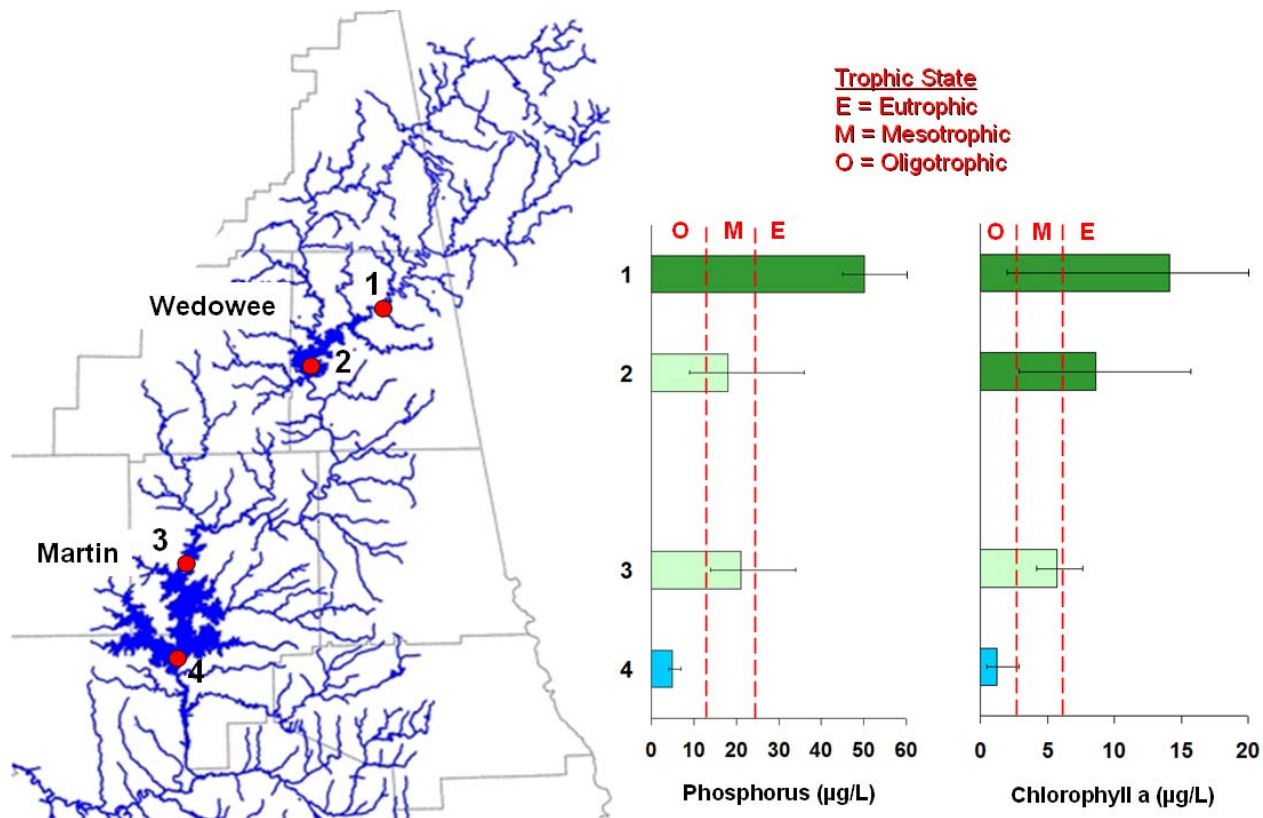 Trophic State
E = Eutrophic
M = Mesotrophic
O = Oligotrophic
Wedowee
1
2
Martin
3
4
O M E
1
2
3
4
0 10 20 30 40 50 60
Phosphorus (µg/L)
O M E
0 5 10 15 20
Chlorophyll a (µg/L)